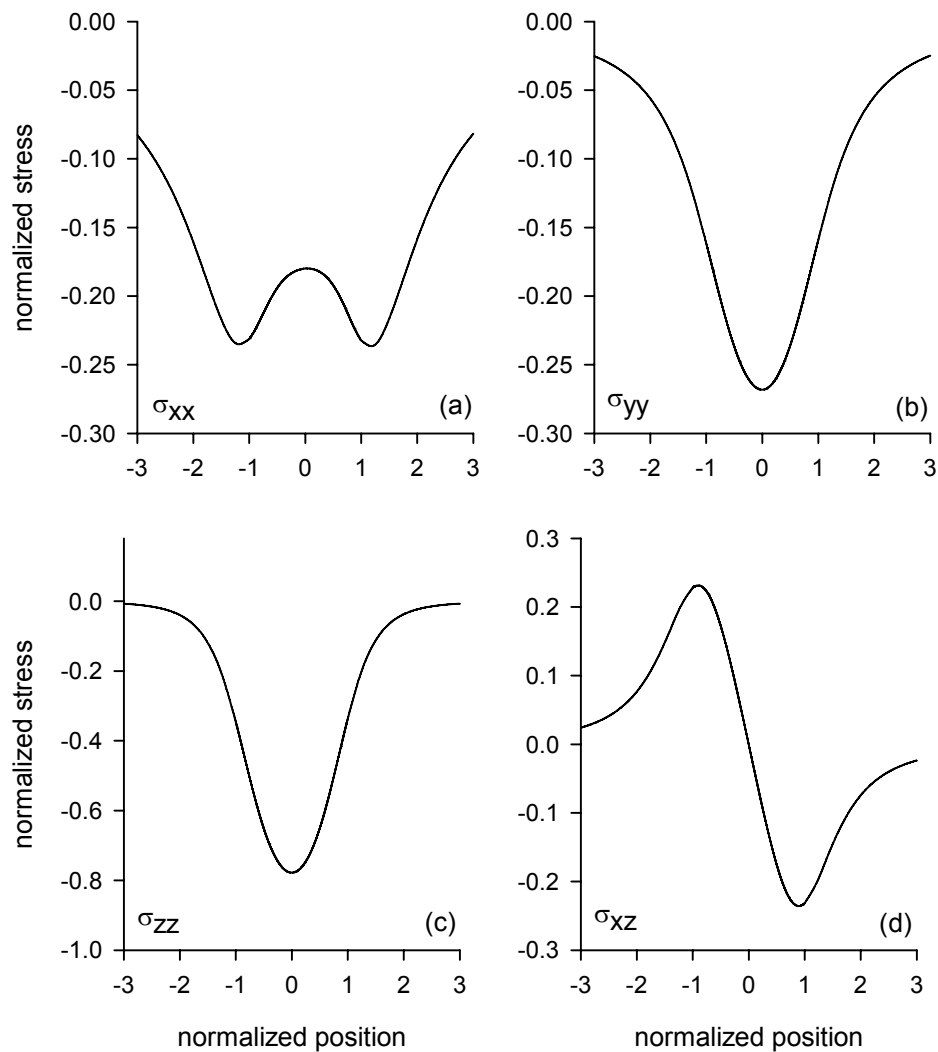 0.00
-0.05
-0.10
-0.15
-0.20
-0.25
-0.30
normalized stress
σxx
(a)
-3 -2 -1 0 1 2 3
0.00
-0.05
-0.10
-0.15
-0.20
-0.25
-0.30
σyy
(b)
-3 -2 -1 0 1 2 3
0.0
-0.2
-0.4
-0.6
-0.8
-1.0
normalized stress
σzz
(c)
-3 -2 -1 0 1 2 3
normalized position
0.3
0.2
0.1
0.0
-0.1
-0.2
-0.3
σxz
(d)
-3 -2 -1 0 1 2 3
normalized position